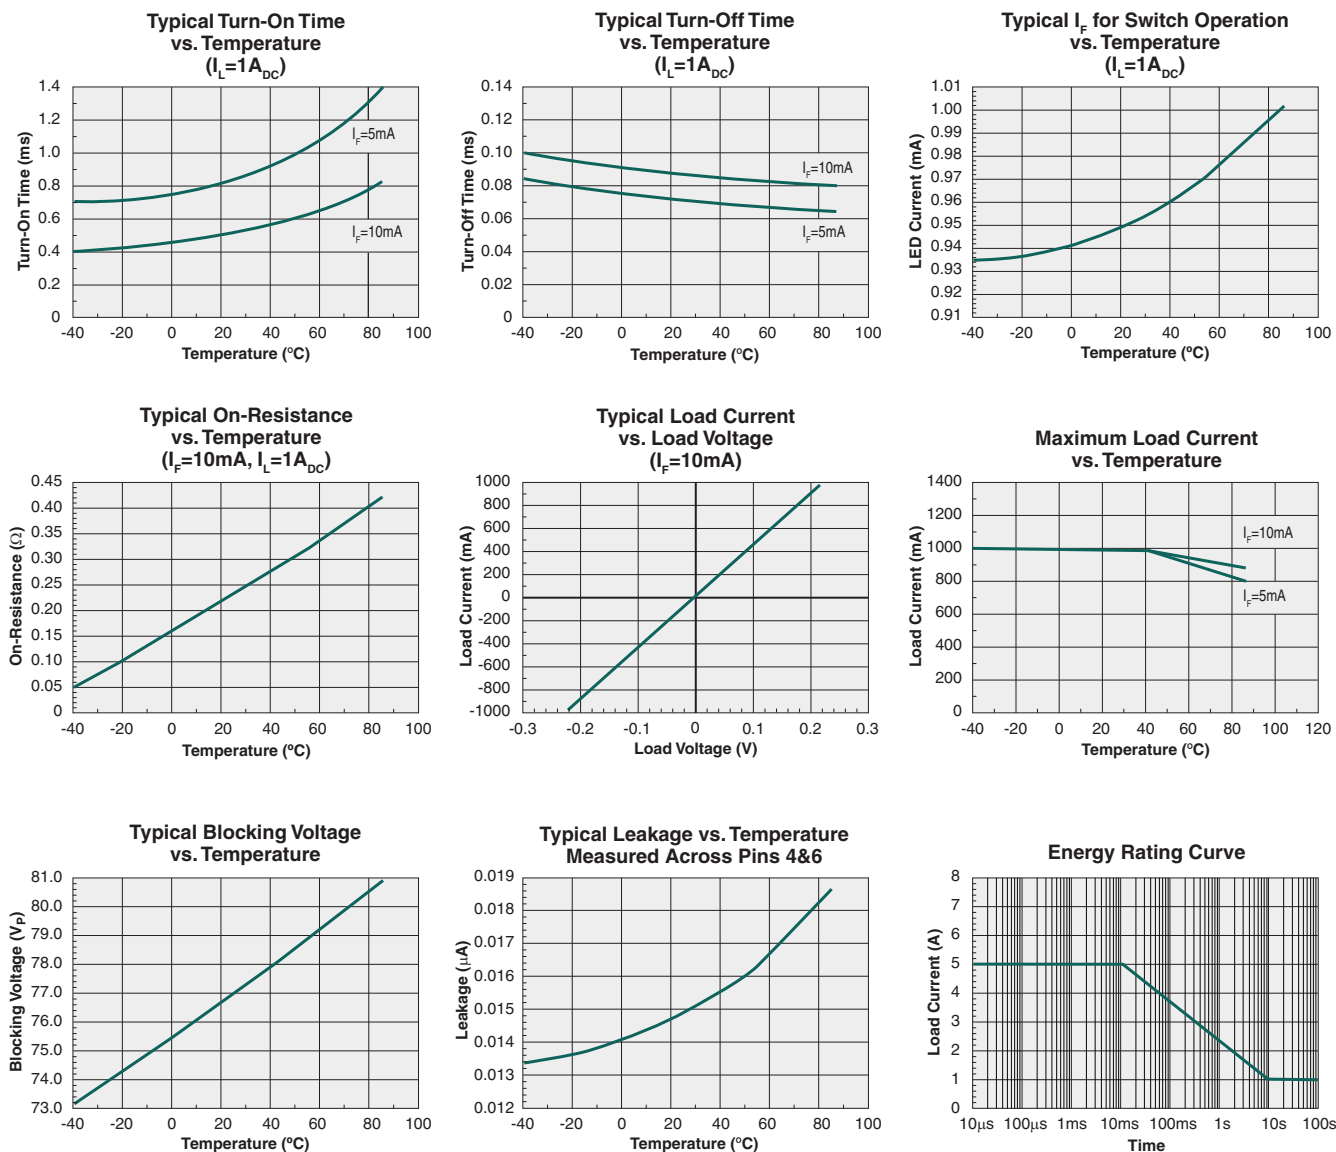 Typical Turn-On Time
vs. Temperature
(IL=1ADC)
Turn-On Time (ms)
1.4
1.2
1.0
0.8
0.6
0.4
0.2
0
IF=5mA
IF=10mA
-40 -20 0 20 40 60 80 100
Temperature (ºC)
Typical Turn-Off Time
vs. Temperature
(IL=1ADC)
Turn-Off Time (ms)
0.14
0.12
0.10
0.08
0.06
0.04
0.02
0
IF=10mA
IF=5mA
-40 -20 0 20 40 60 80 100
Temperature (ºC)
Typical IF for Switch Operation
vs. Temperature
(IL=1ADC)
LED Current (mA)
1.01
1.00
0.99
0.98
0.97
0.96
0.95
0.94
0.93
0.92
0.91
-40 -20 0 20 40 60 80 100
Temperature (ºC)
Typical On-Resistance
vs. Temperature
(IF=10mA, IL=1ADC)
On-Resistance (Ω)
0.45
0.40
0.35
0.30
0.25
0.20
0.15
0.10
0.05
0
-40 -20 0 20 40 60 80 100
Temperature (ºC)
Typical Load Current
vs. Load Voltage
(IF=10mA)
Load Current (mA)
1000
800
600
400
200
0
-200
-400
-600
-800
-1000
-0.3 -0.2 -0.1 0 0.1 0.2 0.3
Load Voltage (V)
Maximum Load Current
vs. Temperature
Load Current (mA)
1400
1200
1000
800
600
400
200
0
IF=10mA
IF=5mA
-40 -20 0 20 40 60 80 100 120
Temperature (ºC)
Typical Blocking Voltage
vs. Temperature
Blocking Voltage (VP)
81.0
80.0
79.0
78.0
77.0
76.0
75.0
74.0
73.0
-40 -20 0 20 40 60 80 100
Temperature (ºC)
Typical Leakage vs. Temperature
Measured Across Pins 4&6
Leakage (µA)
0.019
0.018
0.017
0.016
0.015
0.014
0.013
0.012
-40 -20 0 20 40 60 80 100
Temperature (ºC)
Energy Rating Curve
Load Current (A)
8
7
6
5
4
3
2
1
0
10µs 100µs 1ms 10ms 100ms 1s 10s 100s
Time